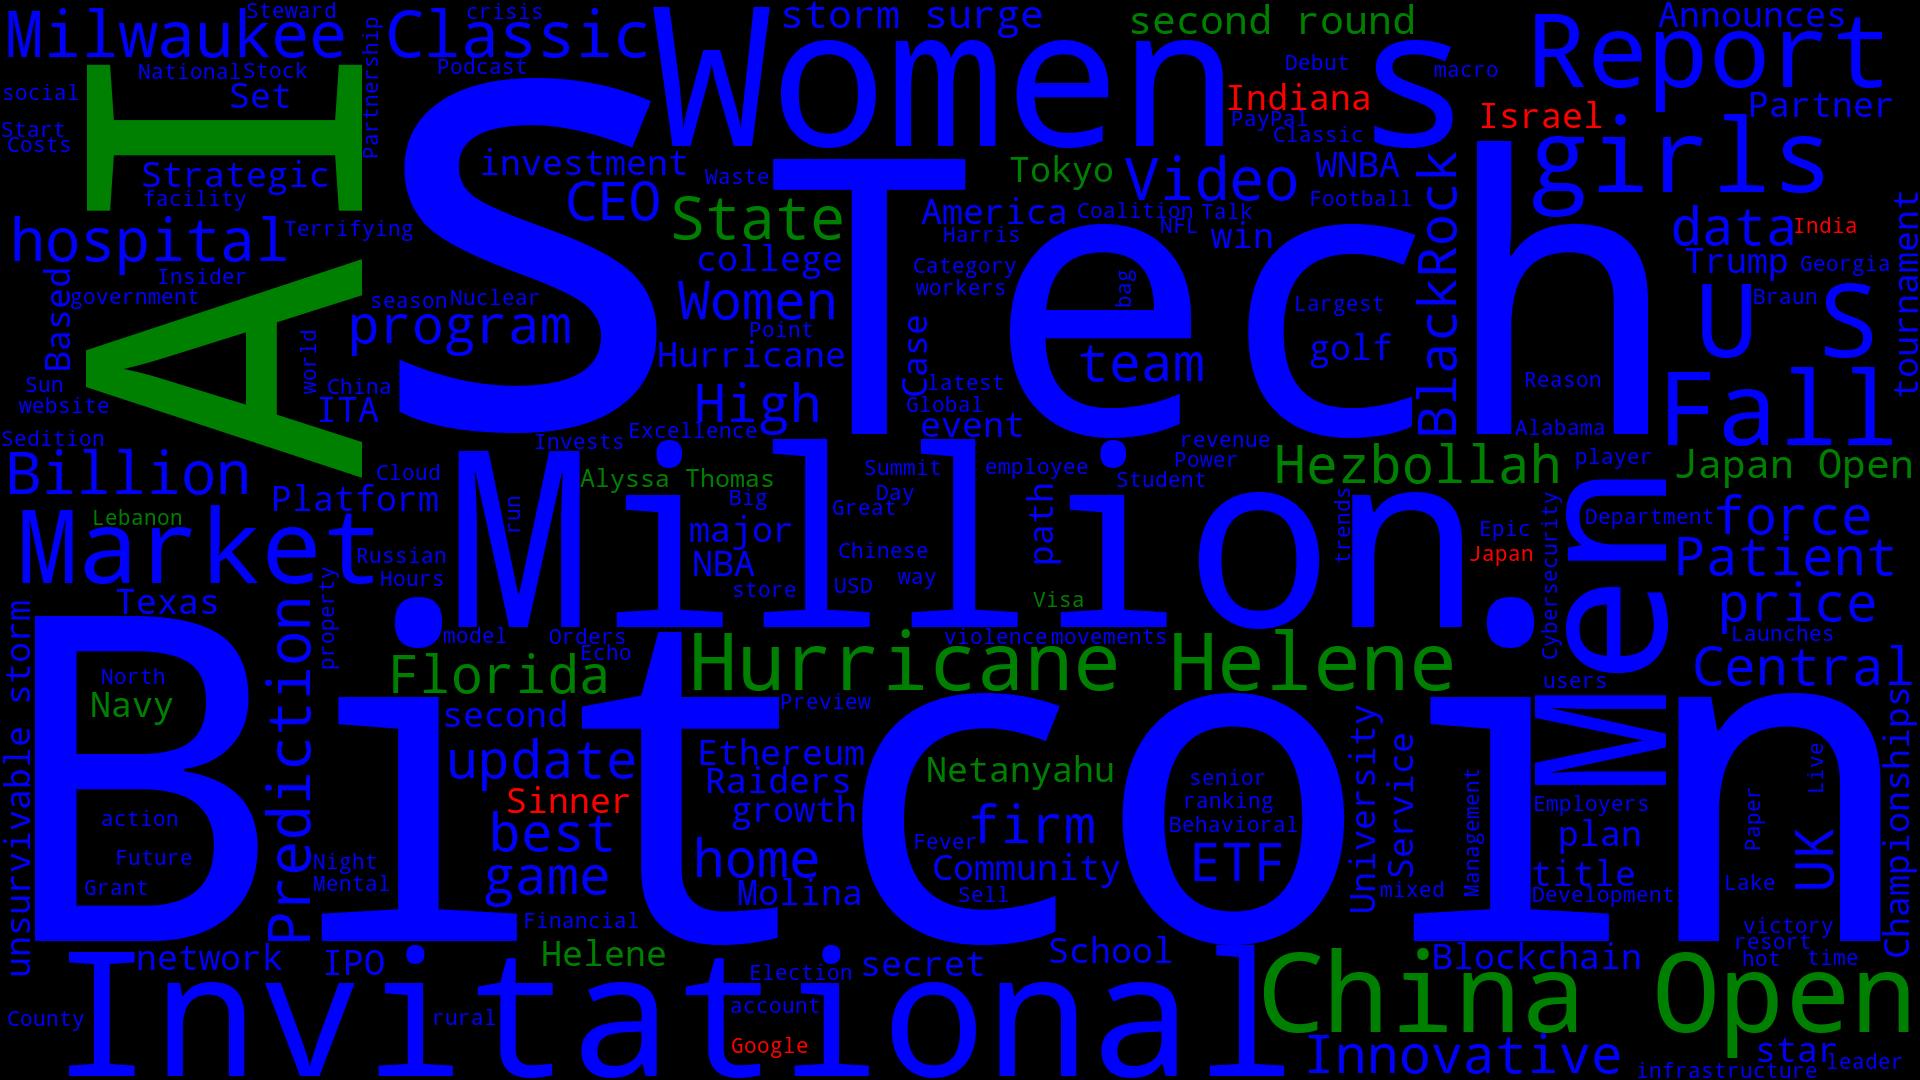 Milwaukee
Steward
Classic
crisis
Women s
storm surge
second round
Report
Announces
National
Stock
Partnership
Podcast
Debut
macro
social
Set
Indiana
Israel
Partner
AI
S
Tech
PayPal
Classic
girls
Start
Costs
Strategic
investment
Waste
Tokyo
Video
WNBA
BlackRock
facility
CEO
State
America
Coalition
Talk
Football
data
India
tournament
hospital
Terrifying
Harris
NFL
win
college
Category
Trump
Georgia
Based
Insider
government
season
Nuclear
Women
workers
bag
Largest
U S
Braun
program
Point
Case
team
golf
world
Hurricane
Sun
China
latest
Reason
Fall
website
ITA
High
Global
Sedition
Invests
Excellence
event
revenue
Alabama
Billion
Cloud
Million
Alyssa Thomas
Summit
employee
Power
Hezbollah
player
Japan Open
Platform
Big
Day
Student
Market
Lebanon
run
major
Great
path
trends
Epic
Cybersecurity
Men
Department
force
Russian
NBA
Chinese
Japan
Patient
Hours
store
USD
way
Texas
property
Visa
price
unsurvivable storm
Bitcoin
Prediction
model
Orders
violence
movements
Launches
Echo
Florida
Hurricane Helene
Central
North
users
Navy
second
Preview
University
Championships
update
Ethereum
Netanyahu
Service
Live
Raiders
senior
Management
Sinner
growth
ranking
Employers
Paper
action
best
firm
Behavioral
plan
UK
Future
Night
home
Fever
ETF
Grant
Mental
game
Molina
Community
mixed
title
Lake
Sell
Development
Financial
victory
network
IPO
Helene
School
Blockchain
resort
Invitational
Election
secret
hot
time
China Open
County
rural
account
Google
Innovative
star
leader
infrastructure